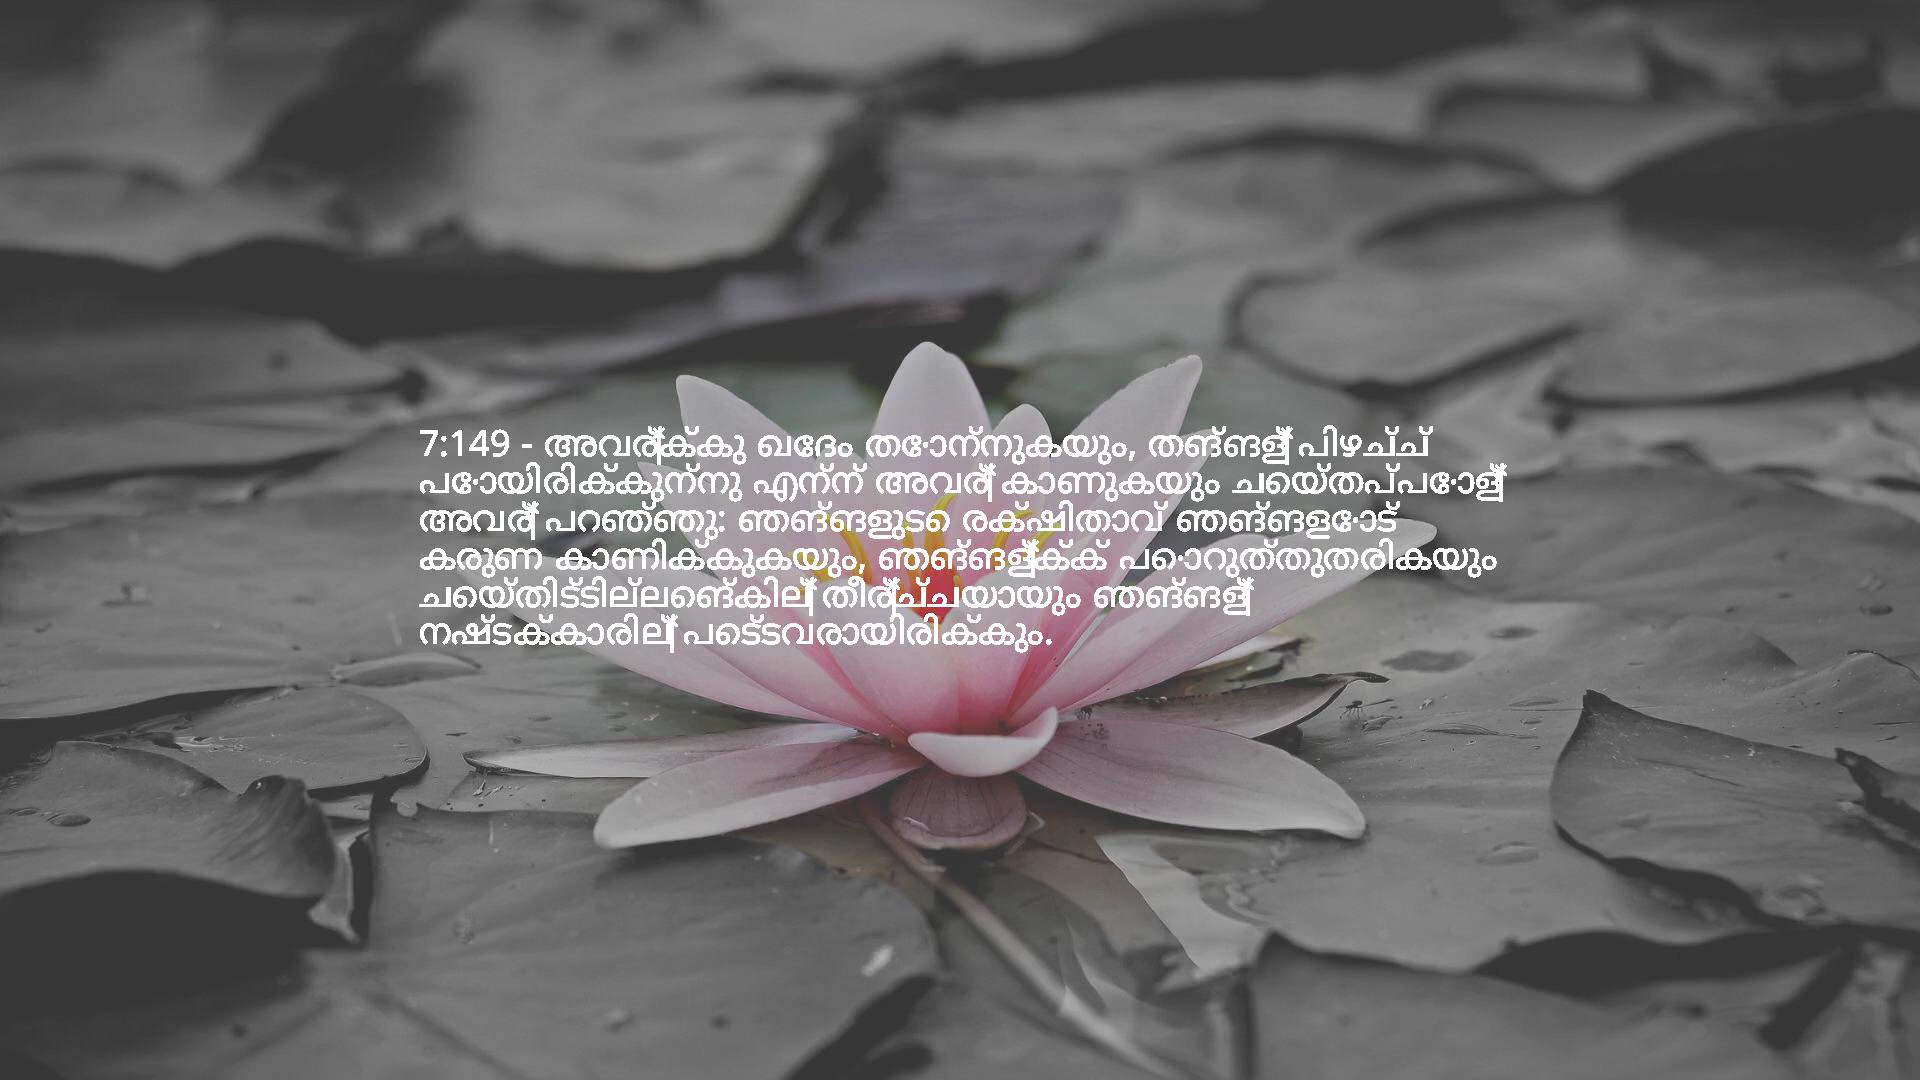 7:149 - അവര്‍ക്കു ഖേദം തോന്നുകയും, തങ്ങള്‍ പിഴച്ച്
പോയിരിക്കുന്നു എന്ന് അവര്‍ കാണുകയും ചെയ്തപ്പോള്‍
അവര്‍ പറഞ്ഞു: ഞങ്ങളുടെ രക്ഷിതാവ് ഞങ്ങളോട്
കരുണ കാണിക്കുകയും, ഞങ്ങള്‍ക്ക് പൊറുത്തുതരികയും
ചെയ്തിട്ടില്ലെങ്കില്‍ തീര്‍ച്ചയായും ഞങ്ങള്‍
നഷ്ടക്കാരില്‍ പെട്ടവരായിരിക്കും.